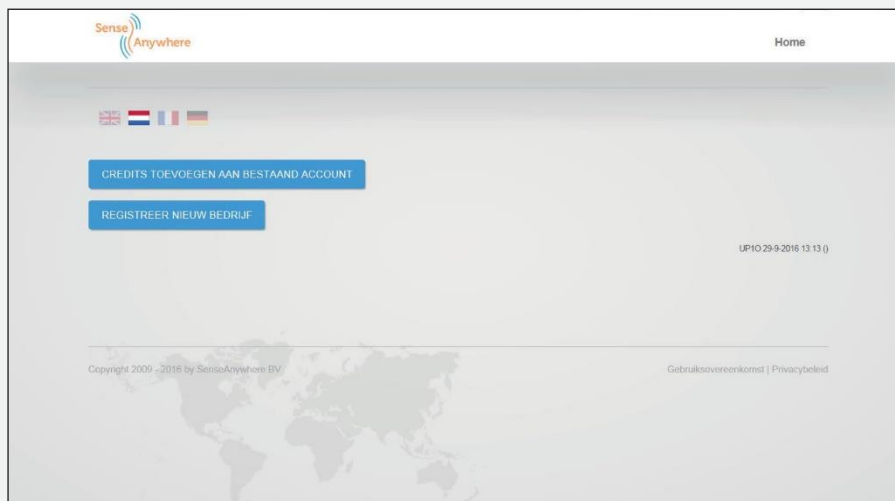 Sense
Anywhere
Home
CREDITS TOEVOEGEN AAN BESTAAND ACCOUNT
REGISTREER NIEUW BEDRIJF
UP1O 29-9-2016 13:13 ()
Copyright 2009 - 2016 by SenseAnywhere BV
Gebruiksovereenkomst | Privacybeleid